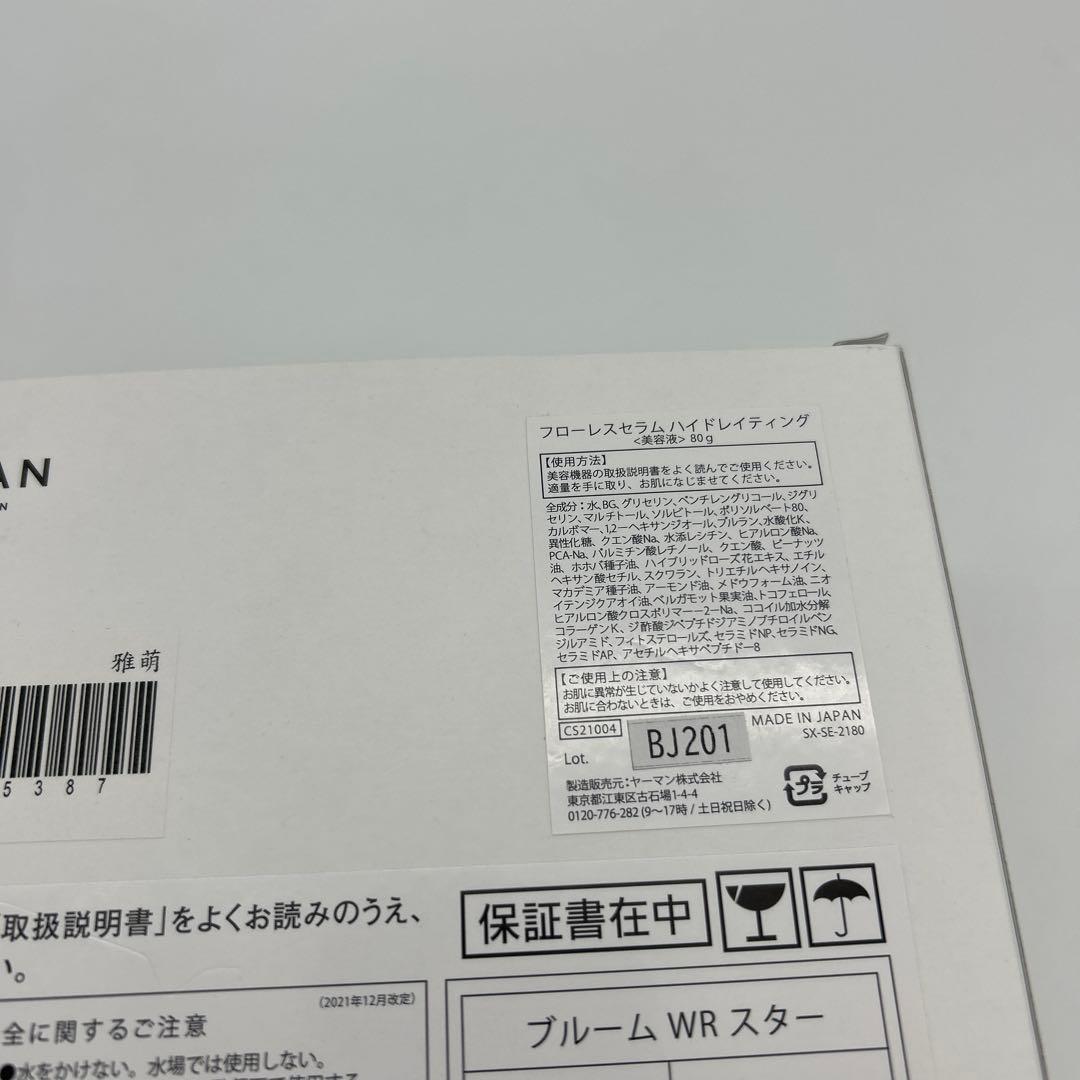 AN
N
雅萌
5 3 8 7
フローレスセラム ハイドレイティング
<美容液> 80g
【使用方法】
美容機器の取扱説明書をよく読んでご使用ください。
適量を手に取り、お肌になじませてください。
全成分：水、BG、グリセリン、ペンチレングリコール、ジグリ
セリン、マルチトール、ソルビトール、ポリソルベート80、
カルボマー、1,2－ヘキサンジオール、プルラン、水酸化K、
異性化糖、クエン酸Na、水添レシチン、ヒアルロン酸Na、
PCA-Na、パルミチン酸レチノール、クエン酸、ピーナッツ
油、ホホバ種子油、ハイブリッドローズ花エキス、エチル
ヘキサン酸セチル、スクワラン、トリエチルヘキサノイン、
マカデミア種子油、アーモンド油、メドウフォーム油、ニオ
イテンジクアオイ油、ベルガモット果実油、トコフェロール、
ヒアルロン酸クロスポリマー－2－Na、ココイル加水分解
コラーゲンK、ジ酢酸ジペプチドジアミノブチロイルベン
ジルアミド、フィトステロールズ、セラミドNP、セラミドNG、
セラミドAP、アセチルヘキサペプチド－8
【ご使用上の注意】
お肌に異常が生じていないかよく注意して使用してください。
お肌に合わないときは、ご使用をおやめください。
CS21004
MADE IN JAPAN
SX-SE-2180
Lot. BJ201
製造販売元：ヤーマン株式会社
東京都江東区古石場1-4-4
0120-776-282 (9～17時 / 土日祝日除く)
プラ
チューブ
キャップ
「取扱説明書」をよくお読みのうえ、
い。
保証書在中
（2021年12月改定）
全に関するご注意
●水をかけない。水場では使用しない。
ブルーム WR スター